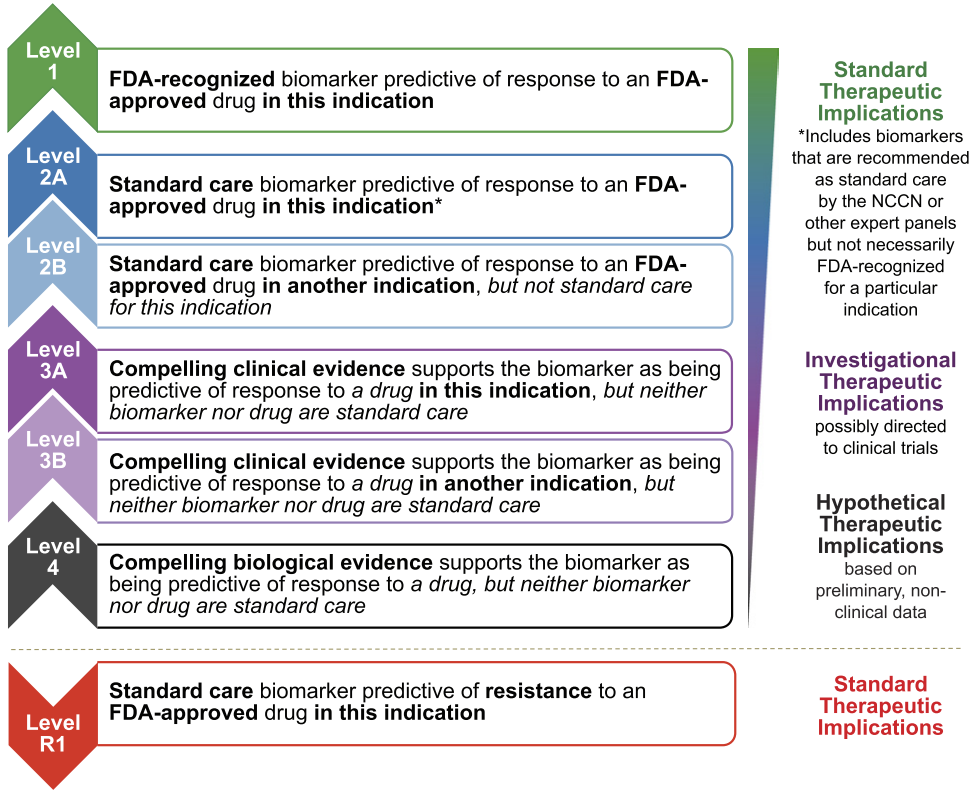 Level
1
FDA-recognized biomarker predictive of response to an FDA-
approved drug in this indication
Level
2A
Standard care biomarker predictive of response to an FDA-
approved drug in this indication*
Level
2B
Standard care biomarker predictive of response to an FDA-
approved drug in another indication, but not standard care
for this indication
Level
3A
Compelling clinical evidence supports the biomarker as being
predictive of response to a drug in this indication, but neither
biomarker nor drug are standard care
Level
3B
Compelling clinical evidence supports the biomarker as being
predictive of response to a drug in another indication, but
neither biomarker nor drug are standard care
Level
4
Compelling biological evidence supports the biomarker as
being predictive of response to a drug, but neither biomarker
nor drug are standard care
Standard
Therapeutic
Implications
*Includes biomarkers
that are recommended
as standard care
by the NCCN or
other expert panels
but not necessarily
FDA-recognized
for a particular
indication
Investigational
Therapeutic
Implications
possibly directed
to clinical trials
Hypothetical
Therapeutic
Implications
based on
preliminary, non-
clinical data
Level
R1
Standard care biomarker predictive of resistance to an
FDA-approved drug in this indication
Standard
Therapeutic
Implications